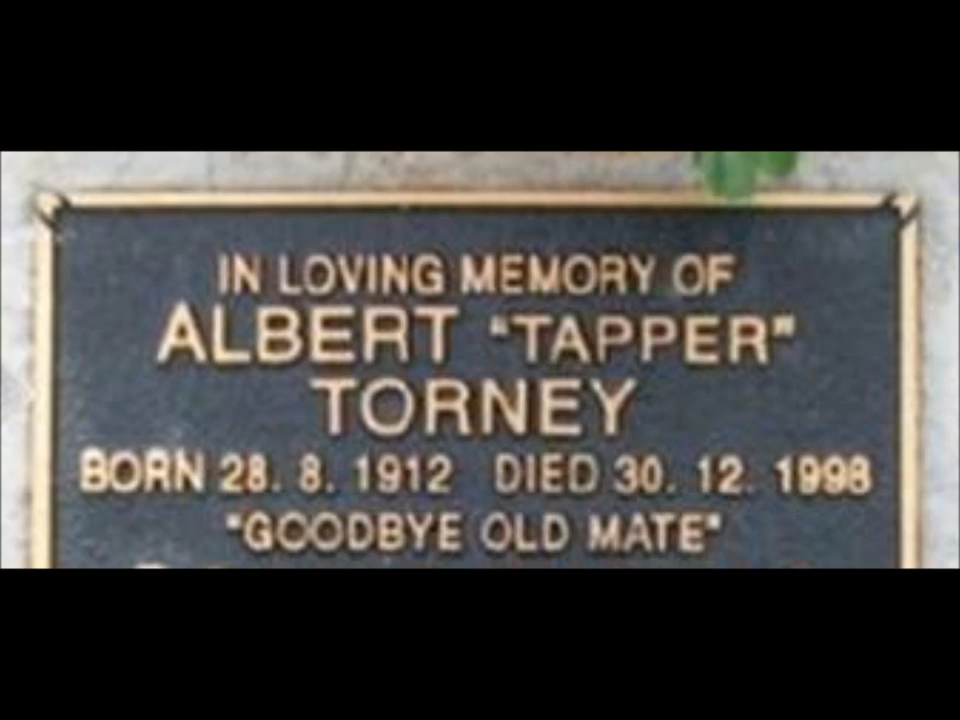 IN LOVING MEMORY OF
ALBERT "TAPPER"
TORNEY
BORN 28. 8. 1912 DIED 30. 12. 1998
"GOODBYE OLD MATE"